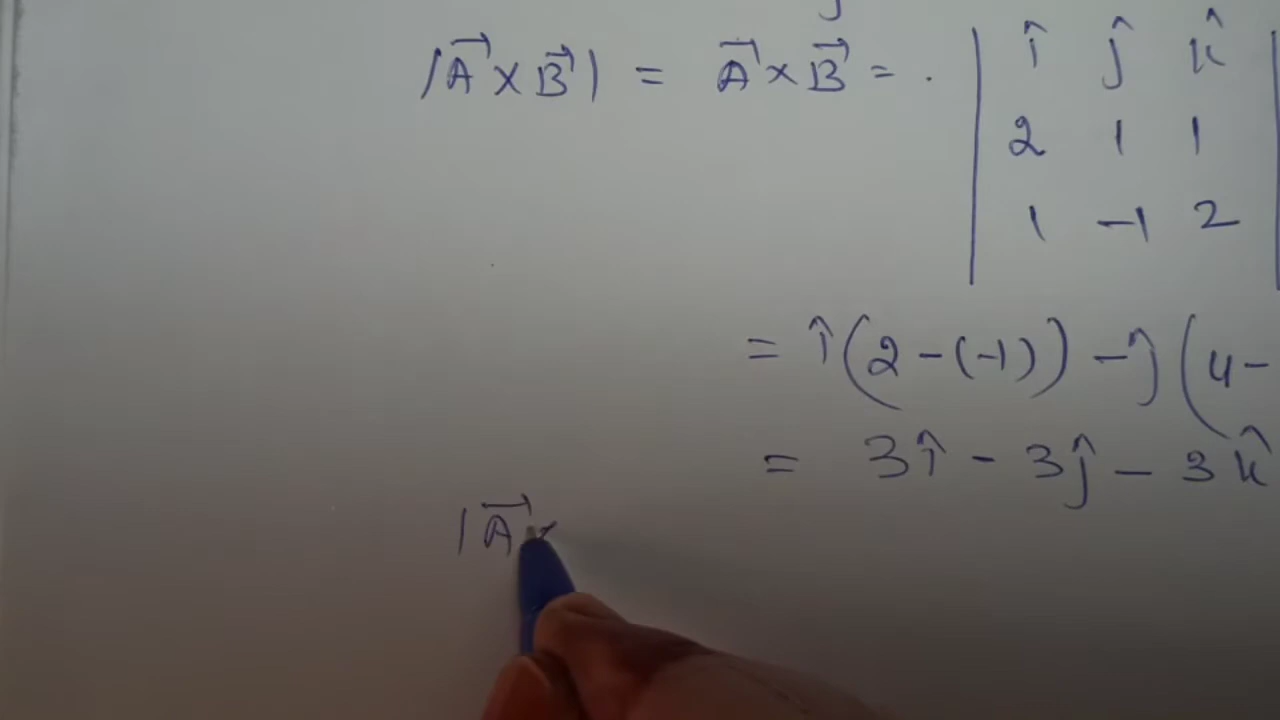 |A⃗ × B⃗| = A⃗ × B⃗ = . | î ĵ k̂ |
2 1 1
1 -1 2
= î(2-(-1)) - ĵ(4-
= 3î - 3ĵ - 3k̂
|A⃗ ×